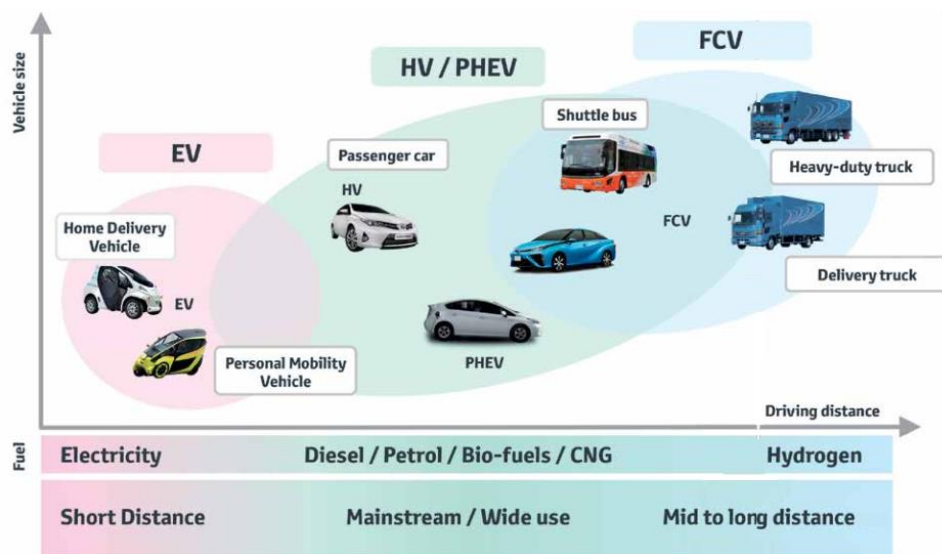 Vehicle size
FCV
HV / PHEV
EV
Shuttle bus
Passenger car
HV
Heavy-duty truck
Home Delivery
Vehicle
FCV
EV
Delivery truck
Personal Mobility
Vehicle
PHEV
Driving distance
Fuel
Electricity
Diesel / Petrol / Bio-fuels / CNG
Hydrogen
Short Distance
Mainstream / Wide use
Mid to long distance